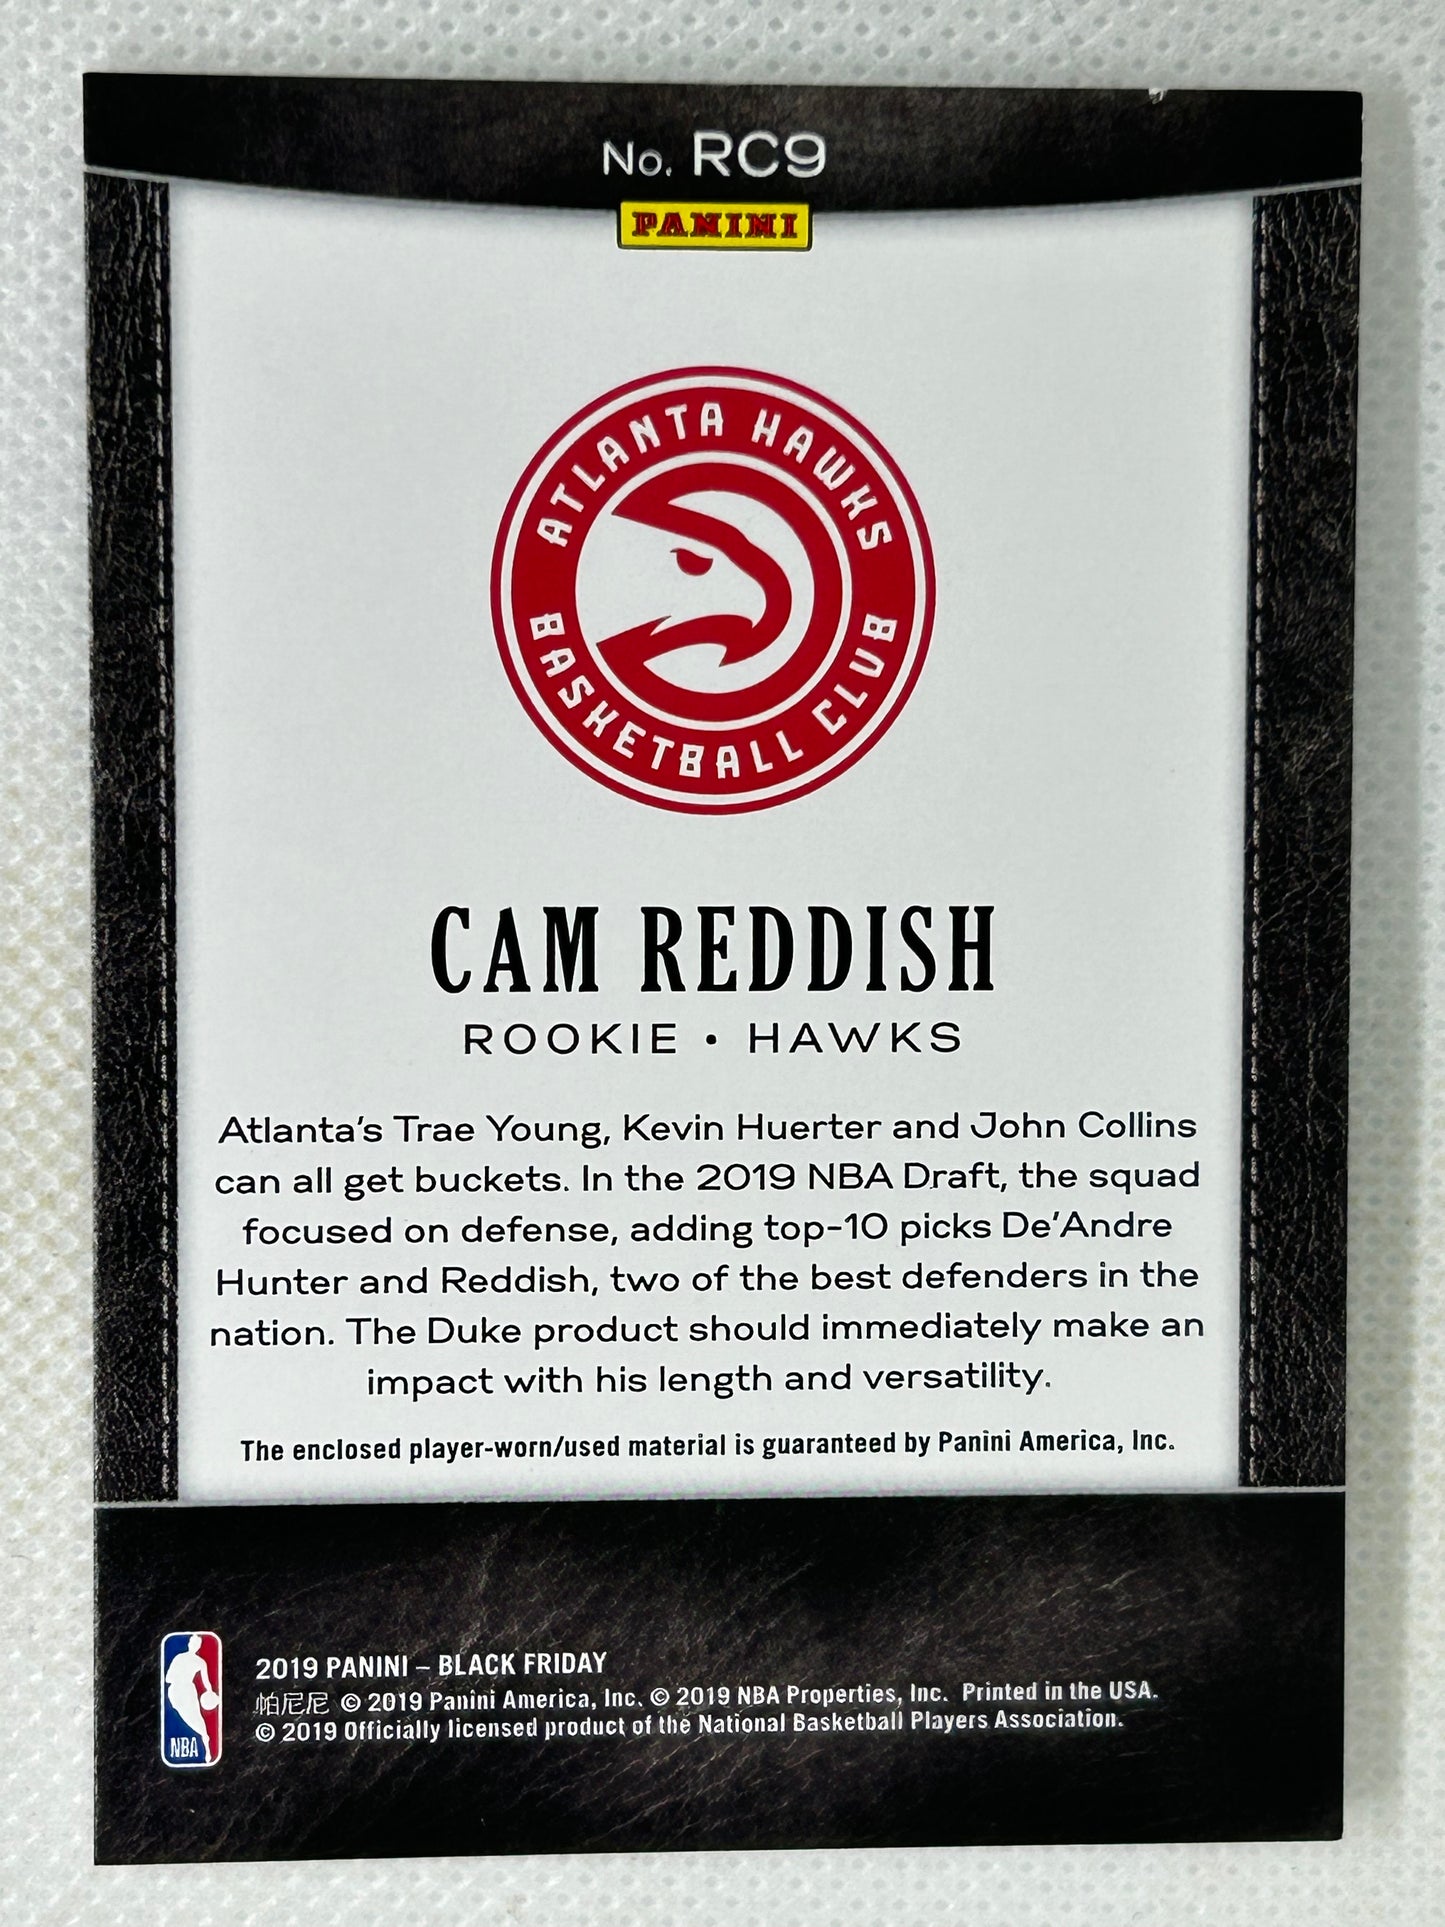 No. RC9
PANINI
ATLANTA HAWKS
BASKETBALL CLUB
CAM REDDISH
ROOKIE • HAWKS
Atlanta's Trae Young, Kevin Huerter and John Collins
can all get buckets. In the 2019 NBA Draft, the squad
focused on defense, adding top-10 picks De'Andre
Hunter and Reddish, two of the best defenders in the
nation. The Duke product should immediately make an
impact with his length and versatility.
The enclosed player-worn/used material is guaranteed by Panini America, Inc.
2019 PANINI – BLACK FRIDAY
帕尼尼 © 2019 Panini America, Inc. © 2019 NBA Properties, Inc. Printed in the USA.
© 2019 Officially licensed product of the National Basketball Players Association.
NBA